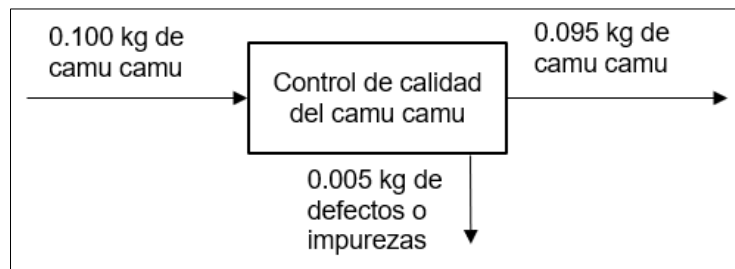 0.100 kg de
camu camu
Control de calidad
del camu camu
0.095 kg de
camu camu
0.005 kg de
defectos o
impurezas